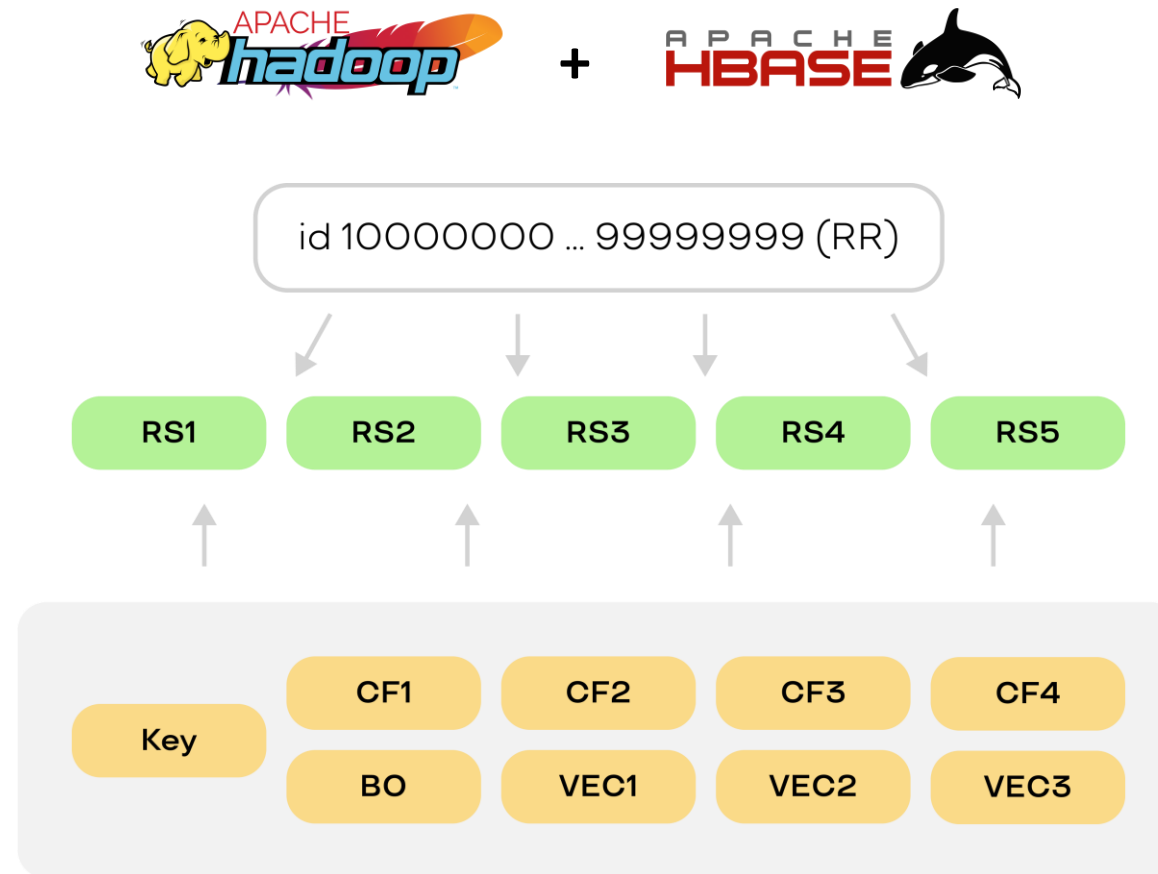 APACHE
hadoop
+
APACHE
HBASE
id 10000000 ... 99999999 (RR)
RS1 RS2 RS3 RS4 RS5
CF1 CF2 CF3 CF4
Key
BO VEC1 VEC2 VEC3